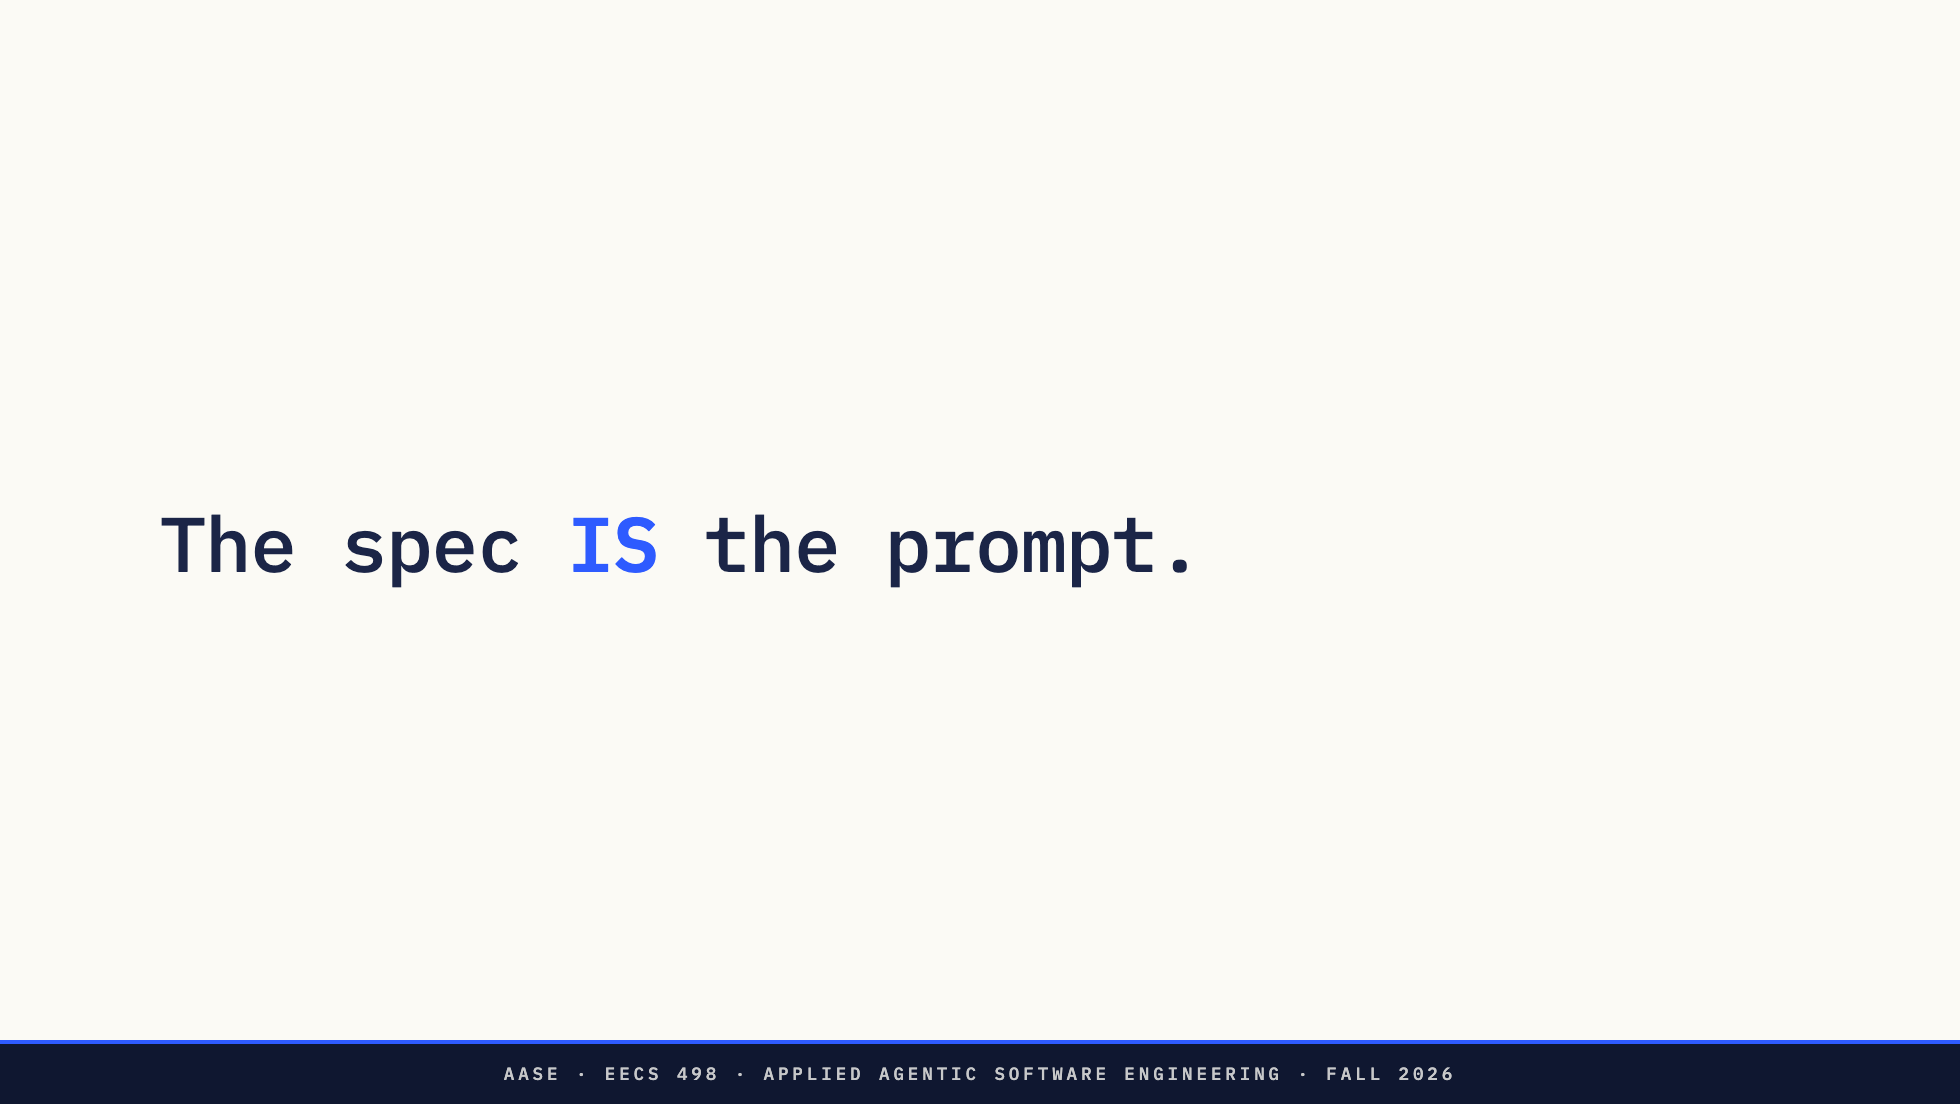 The spec IS the prompt.
AASE · EECS 498 · APPLIED AGENTIC SOFTWARE ENGINEERING · FALL 2026